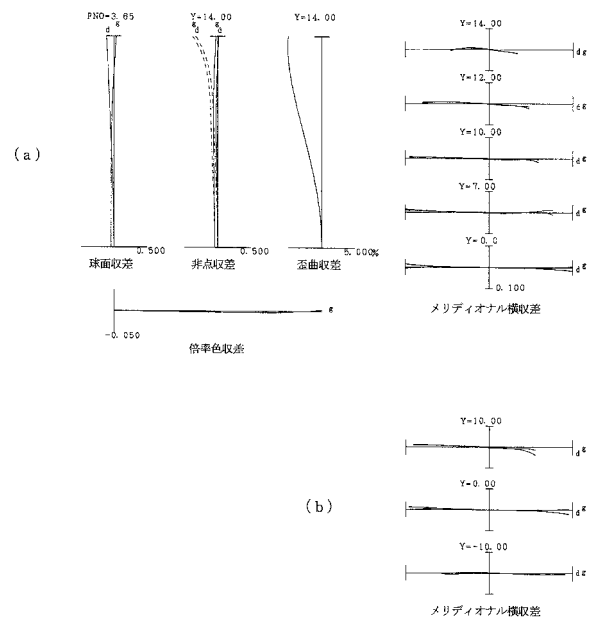 FNO=3.65
d g
Y=14.00
g d d g
Y=14.00
(a)
0.500
0.500
5.000%
球面収差
非点収差
歪曲収差
-0.050
g
倍率色収差
Y=14.00
d g
Y=12.00
d g
Y=10.00
d g
Y=7.00
d g
Y=0.0
d g
0.100
メリディオナル横収差
(b)
Y=10.00
d g
Y=0.00
d g
Y=-10.00
d g
メリディオナル横収差